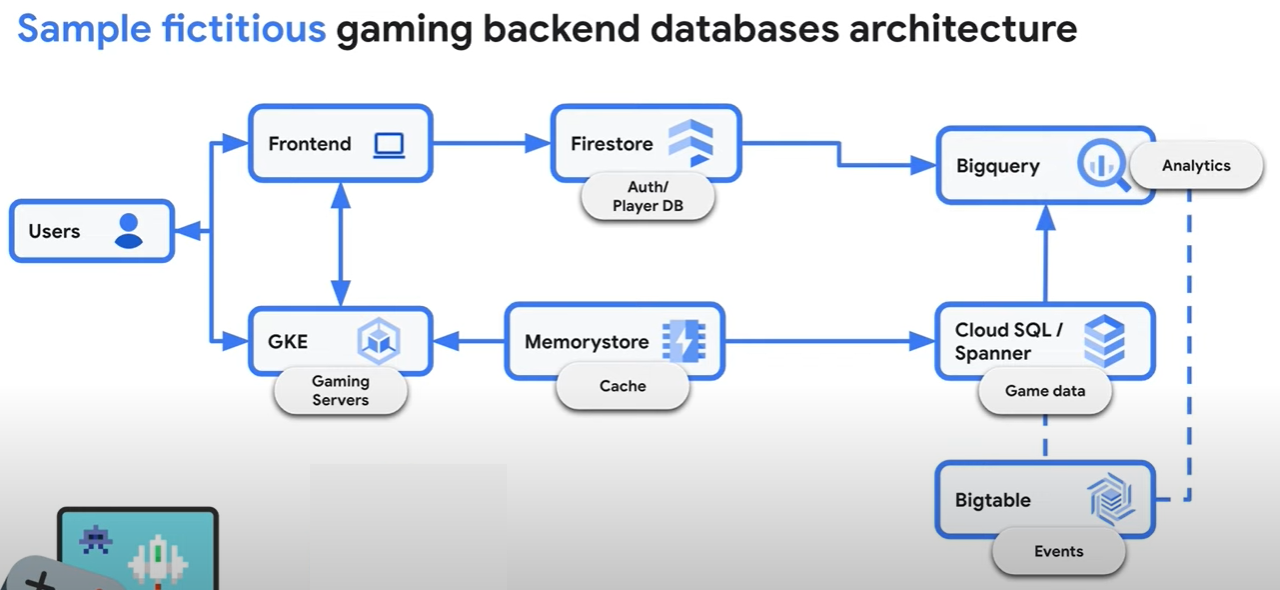 Sample fictitious gaming backend databases architecture
Frontend
Firestore
Auth/
Player DB
Bigquery
Analytics
Users
GKE
Gaming
Servers
Memorystore
Cache
Cloud SQL /
Spanner
Game data
Bigtable
Events